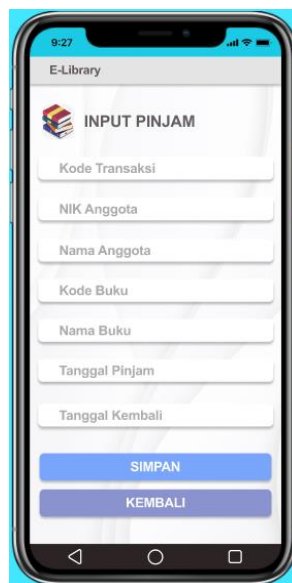 9:27
E-Library
INPUT PINJAM
Kode Transaksi
NIK Anggota
Nama Anggota
Kode Buku
Nama Buku
Tanggal Pinjam
Tanggal Kembali
SIMPAN
KEMBALI